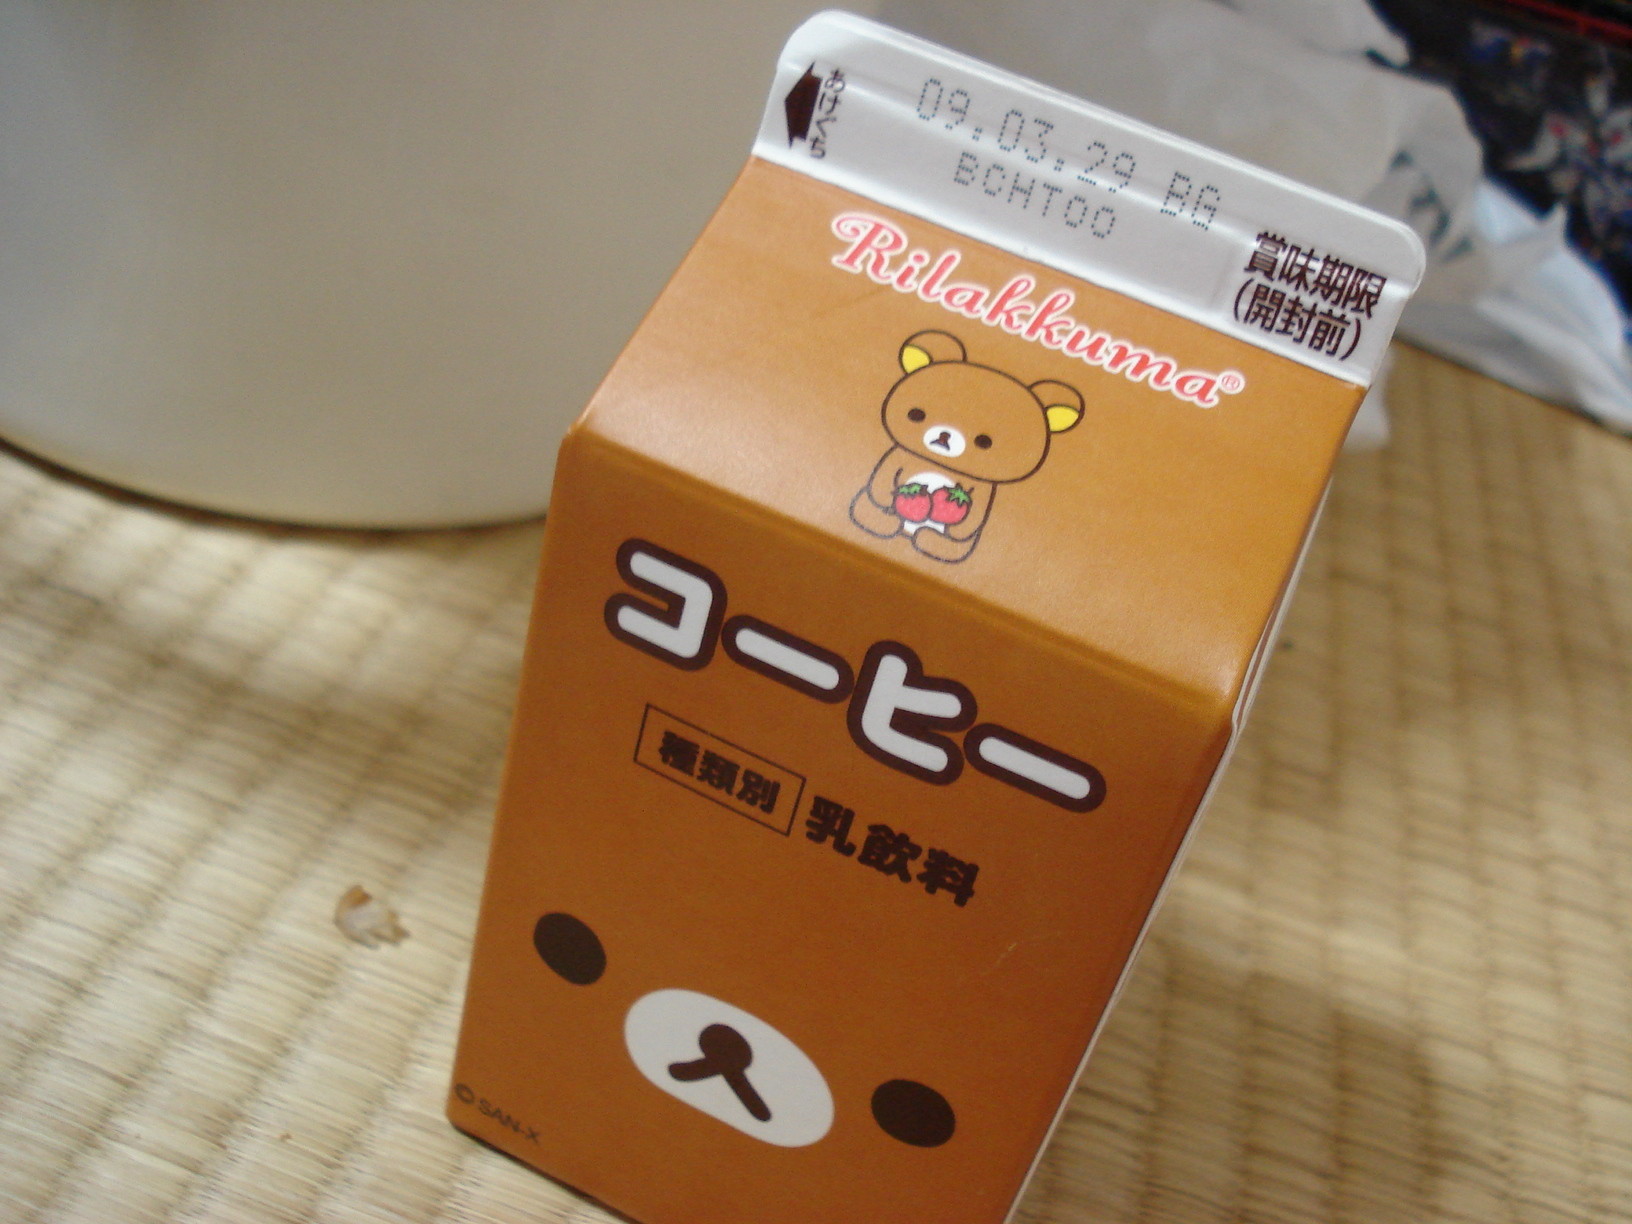 あけくち
09.03.29 BG
BCHT00
賞味期限
(開封前)
Rilakkuma®
コーヒー
種類別 乳飲料
© SAN-X